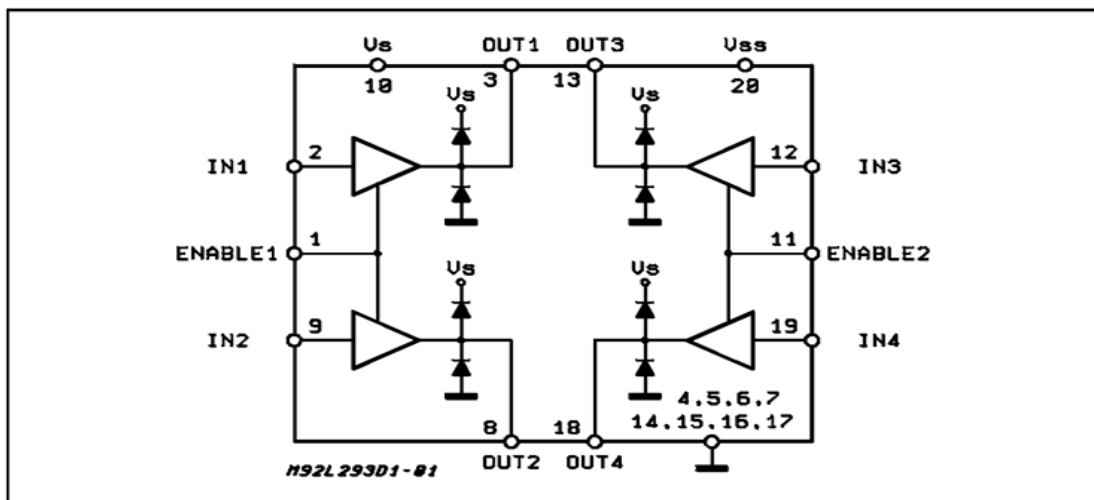 Vs OUT1 OUT3 Vss
10 3 13 20
Vs Vs
IN1 2 12 IN3
ENABLE1 1 11 ENABLE2
Vs Vs
IN2 9 19 IN4
4,5,6,7
8 18 14,15,16,17
OUT2 OUT4
M92L293D1-01